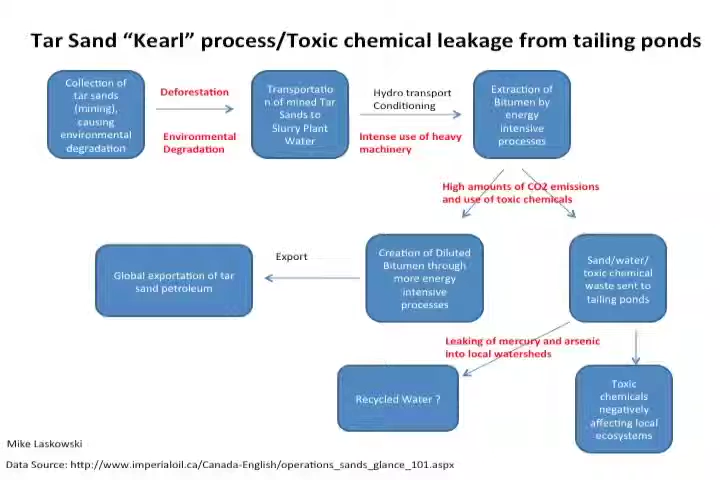 Tar Sand “Kearl” process/Toxic chemical leakage from tailing ponds
Collection of
tar sands
(mining),
causing
environmental
degradation
Deforestation
Environmental
Degradation
Transportatio
n of mined Tar
Sands to
Slurry Plant
Water
Hydro transport
Conditioning
Intense use of heavy
machinery
Extraction of
Bitumen by
energy
intensive
processes
High amounts of CO2 emissions
and use of toxic chemicals
Global exportation of tar
sand petroleum
Export
Creation of Diluted
Bitumen through
more energy
intensive
processes
Sand/water/
toxic chemical
waste sent to
tailing ponds
Leaking of mercury and arsenic
into local watersheds
Recycled Water ?
Toxic
chemicals
negatively
affecting local
ecosystems
Mike Laskowski
Data Source: http://www.imperialoil.ca/Canada-English/operations_sands_glance_101.aspx